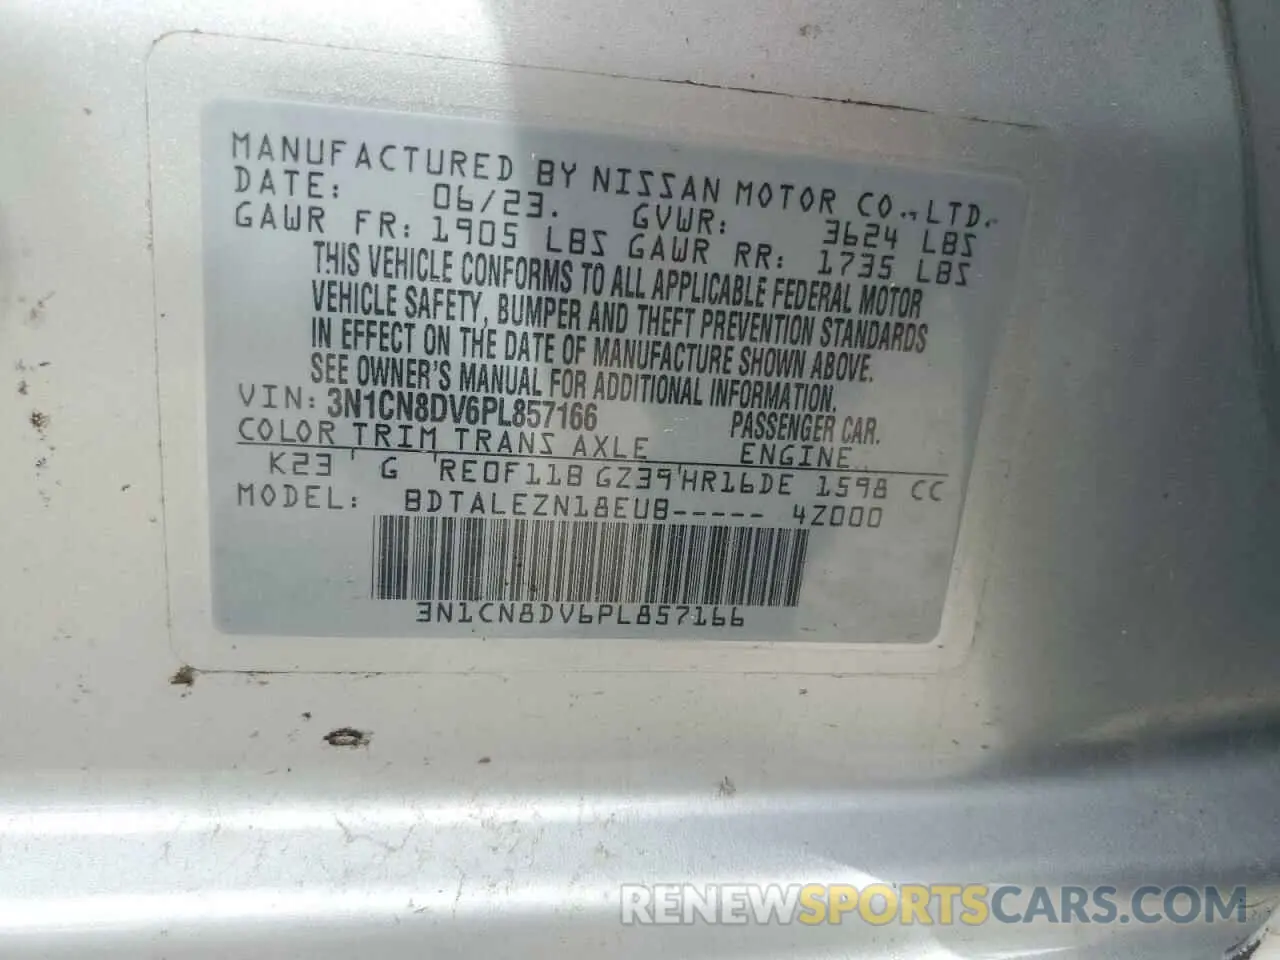 MANUFACTURED BY NISSAN MOTOR CO., LTD.
DATE: 06/23. GVWR: 3624 LBS
GAWR FR: 1905 LBS GAWR RR: 1735 LBS
THIS VEHICLE CONFORMS TO ALL APPLICABLE FEDERAL MOTOR
VEHICLE SAFETY, BUMPER AND THEFT PREVENTION STANDARDS
IN EFFECT ON THE DATE OF MANUFACTURE SHOWN ABOVE.
SEE OWNER'S MANUAL FOR ADDITIONAL INFORMATION.
VIN: 3N1CN8DV6PL857166 PASSENGER CAR.
COLOR TRIM TRANS AXLE ENGINE
K23 ' G ' RE0F11B GZ39 ' HR16DE 1598 CC
MODEL: BDTALEZN18EUB----- 4Z000
3N1CN8DV6PL857166
RENEWSPORTSCARS.COM